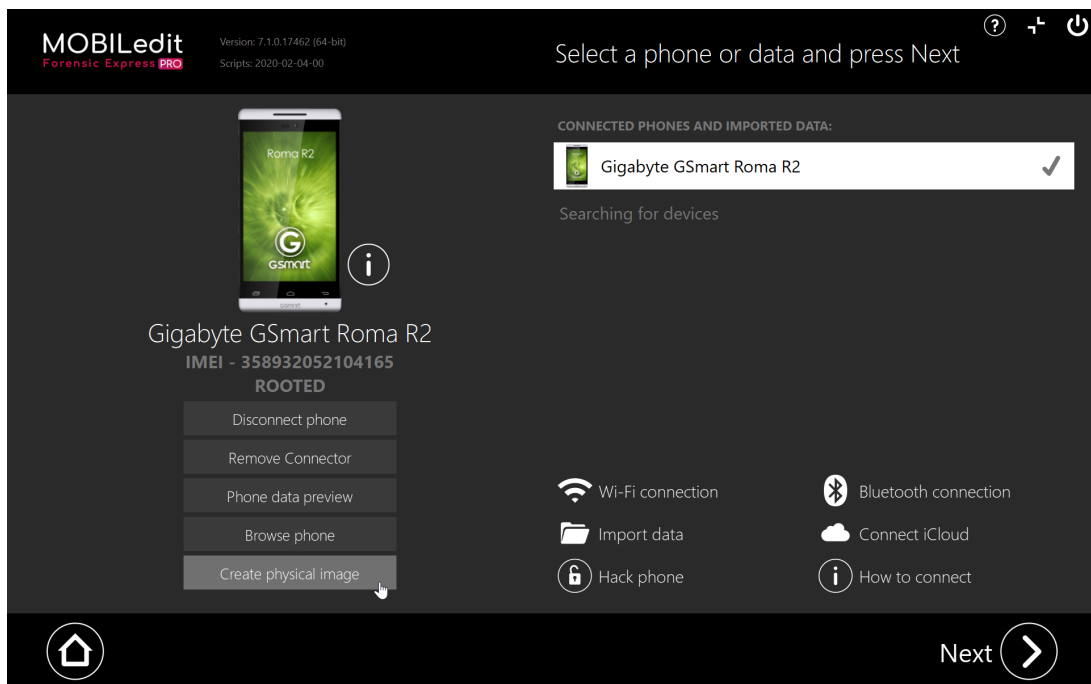 MOBILedit
Forensic Express PRO
Version: 7.1.0.17462 (64-bit)
Scripts: 2020-02-04-00
Select a phone or data and press Next
?
Roma R2
G
GSmart
i
Gigabyte GSmart Roma R2
IMEI - 358932052104165
ROOTED
Disconnect phone
Remove Connector
Phone data preview
Browse phone
Create physical image
CONNECTED PHONES AND IMPORTED DATA:
Gigabyte GSmart Roma R2
Searching for devices
Wi-Fi connection
Bluetooth connection
Import data
Connect iCloud
Hack phone
i
How to connect
Next